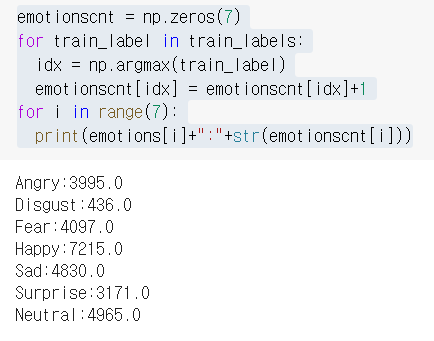 emotionscnt = np.zeros(7)
for train_label in train_labels:
  idx = np.argmax(train_label)
  emotionscnt[idx] = emotionscnt[idx]+1
for i in range(7):
  print(emotions[i]+":"+str(emotionscnt[i]))
Angry:3995.0
Disgust:436.0
Fear:4097.0
Happy:7215.0
Sad:4830.0
Surprise:3171.0
Neutral:4965.0